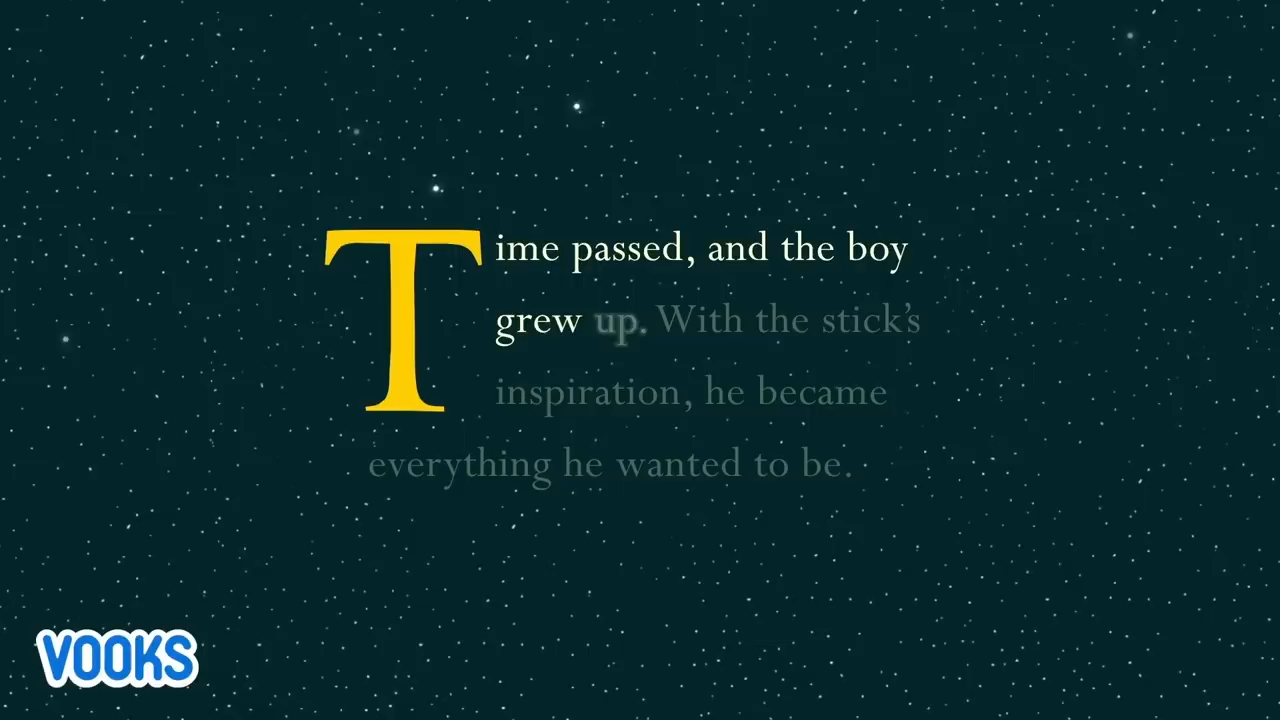 Time passed, and the boy
grew up. With the stick's
inspiration, he became
everything he wanted to be.
VOOKS